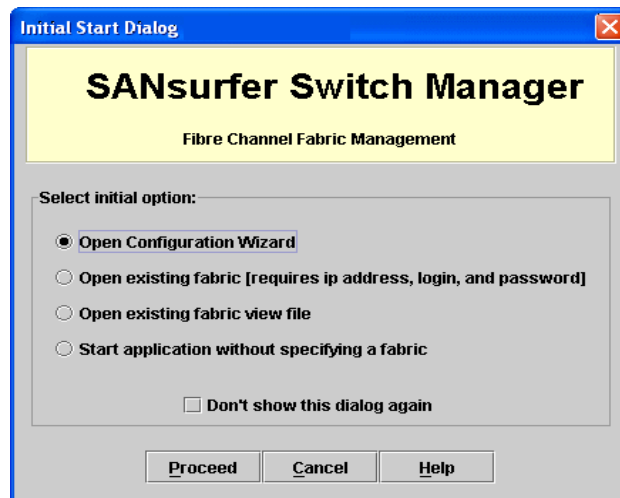 Initial Start Dialog
SANsurfer Switch Manager
Fibre Channel Fabric Management
Select initial option:
Open Configuration Wizard
Open existing fabric [requires ip address, login, and password]
Open existing fabric view file
Start application without specifying a fabric
Don't show this dialog again
Proceed Cancel Help